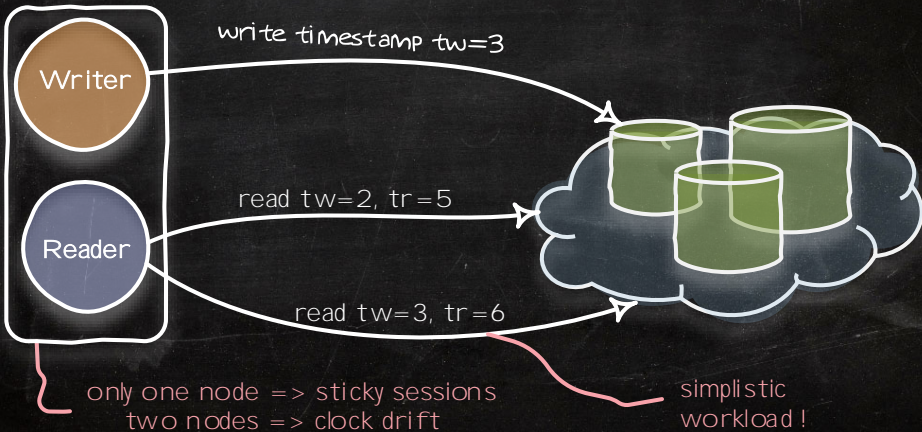 write timestamp tw=3
Writer
read tw=2, tr=5
Reader
read tw=3, tr=6
only one node => sticky sessions
two nodes => clock drift
simplistic
workload!